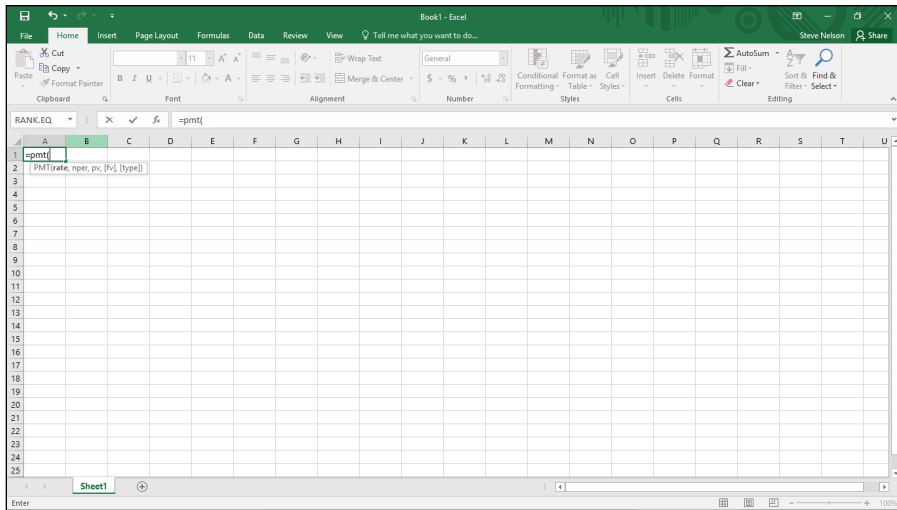 Book1 - Excel
File Home Insert Page Layout Formulas Data Review View Tell me what you want to do... Steve Nelson Share
Paste
Cut
Copy
Format Painter
Clipboard
11 A A
B I U A
Font
Wrap Text
Merge & Center
Alignment
General
$ % ,
Number
Conditional Formatting
Format as Table
Cell Styles
Styles
Insert Delete Format
Cells
AutoSum
Fill
Clear
Sort & Filter
Find & Select
Editing
RANK.EQ fx =pmt(
A B C D E F G H I J K L M N O P Q R S T U
1 =pmt(
2 PMT(rate, nper, pv, [fv], [type])
3
4
5
6
7
8
9
10
11
12
13
14
15
16
17
18
19
20
21
22
23
24
25
Sheet1
Enter 100%